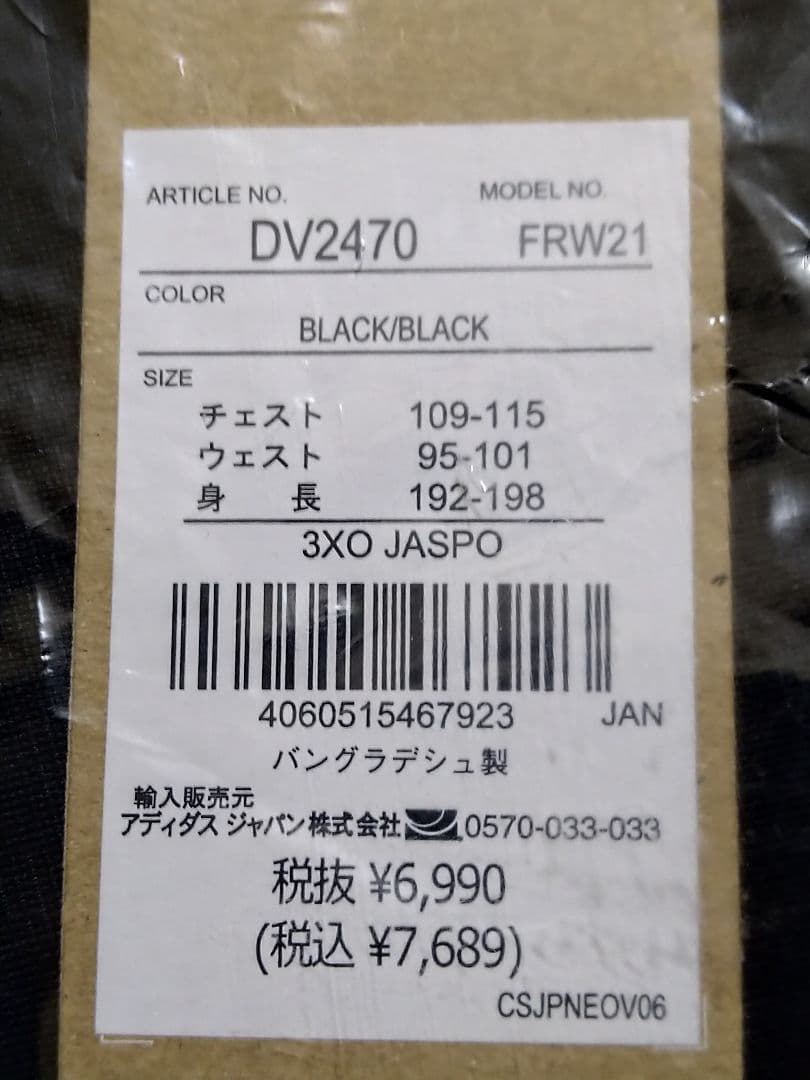 ARTICLE NO. MODEL NO.
DV2470 FRW21
COLOR
BLACK/BLACK
SIZE
チェスト 109-115
ウェスト 95-101
身長 192-198
3XO JASPO
4060515467923 JAN
バングラデシュ製
輸入販売元
アディダス ジャパン株式会社 0570-033-033
税抜 ¥6,990
(税込 ¥7,689)
CSJPNEOV06